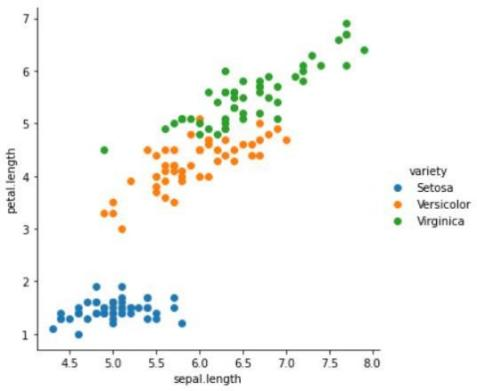 7
6
5
4
3
2
1
petal.length
4.5 5.0 5.5 6.0 6.5 7.0 7.5 8.0
sepal.length
variety
Setosa
Versicolor
Virginica